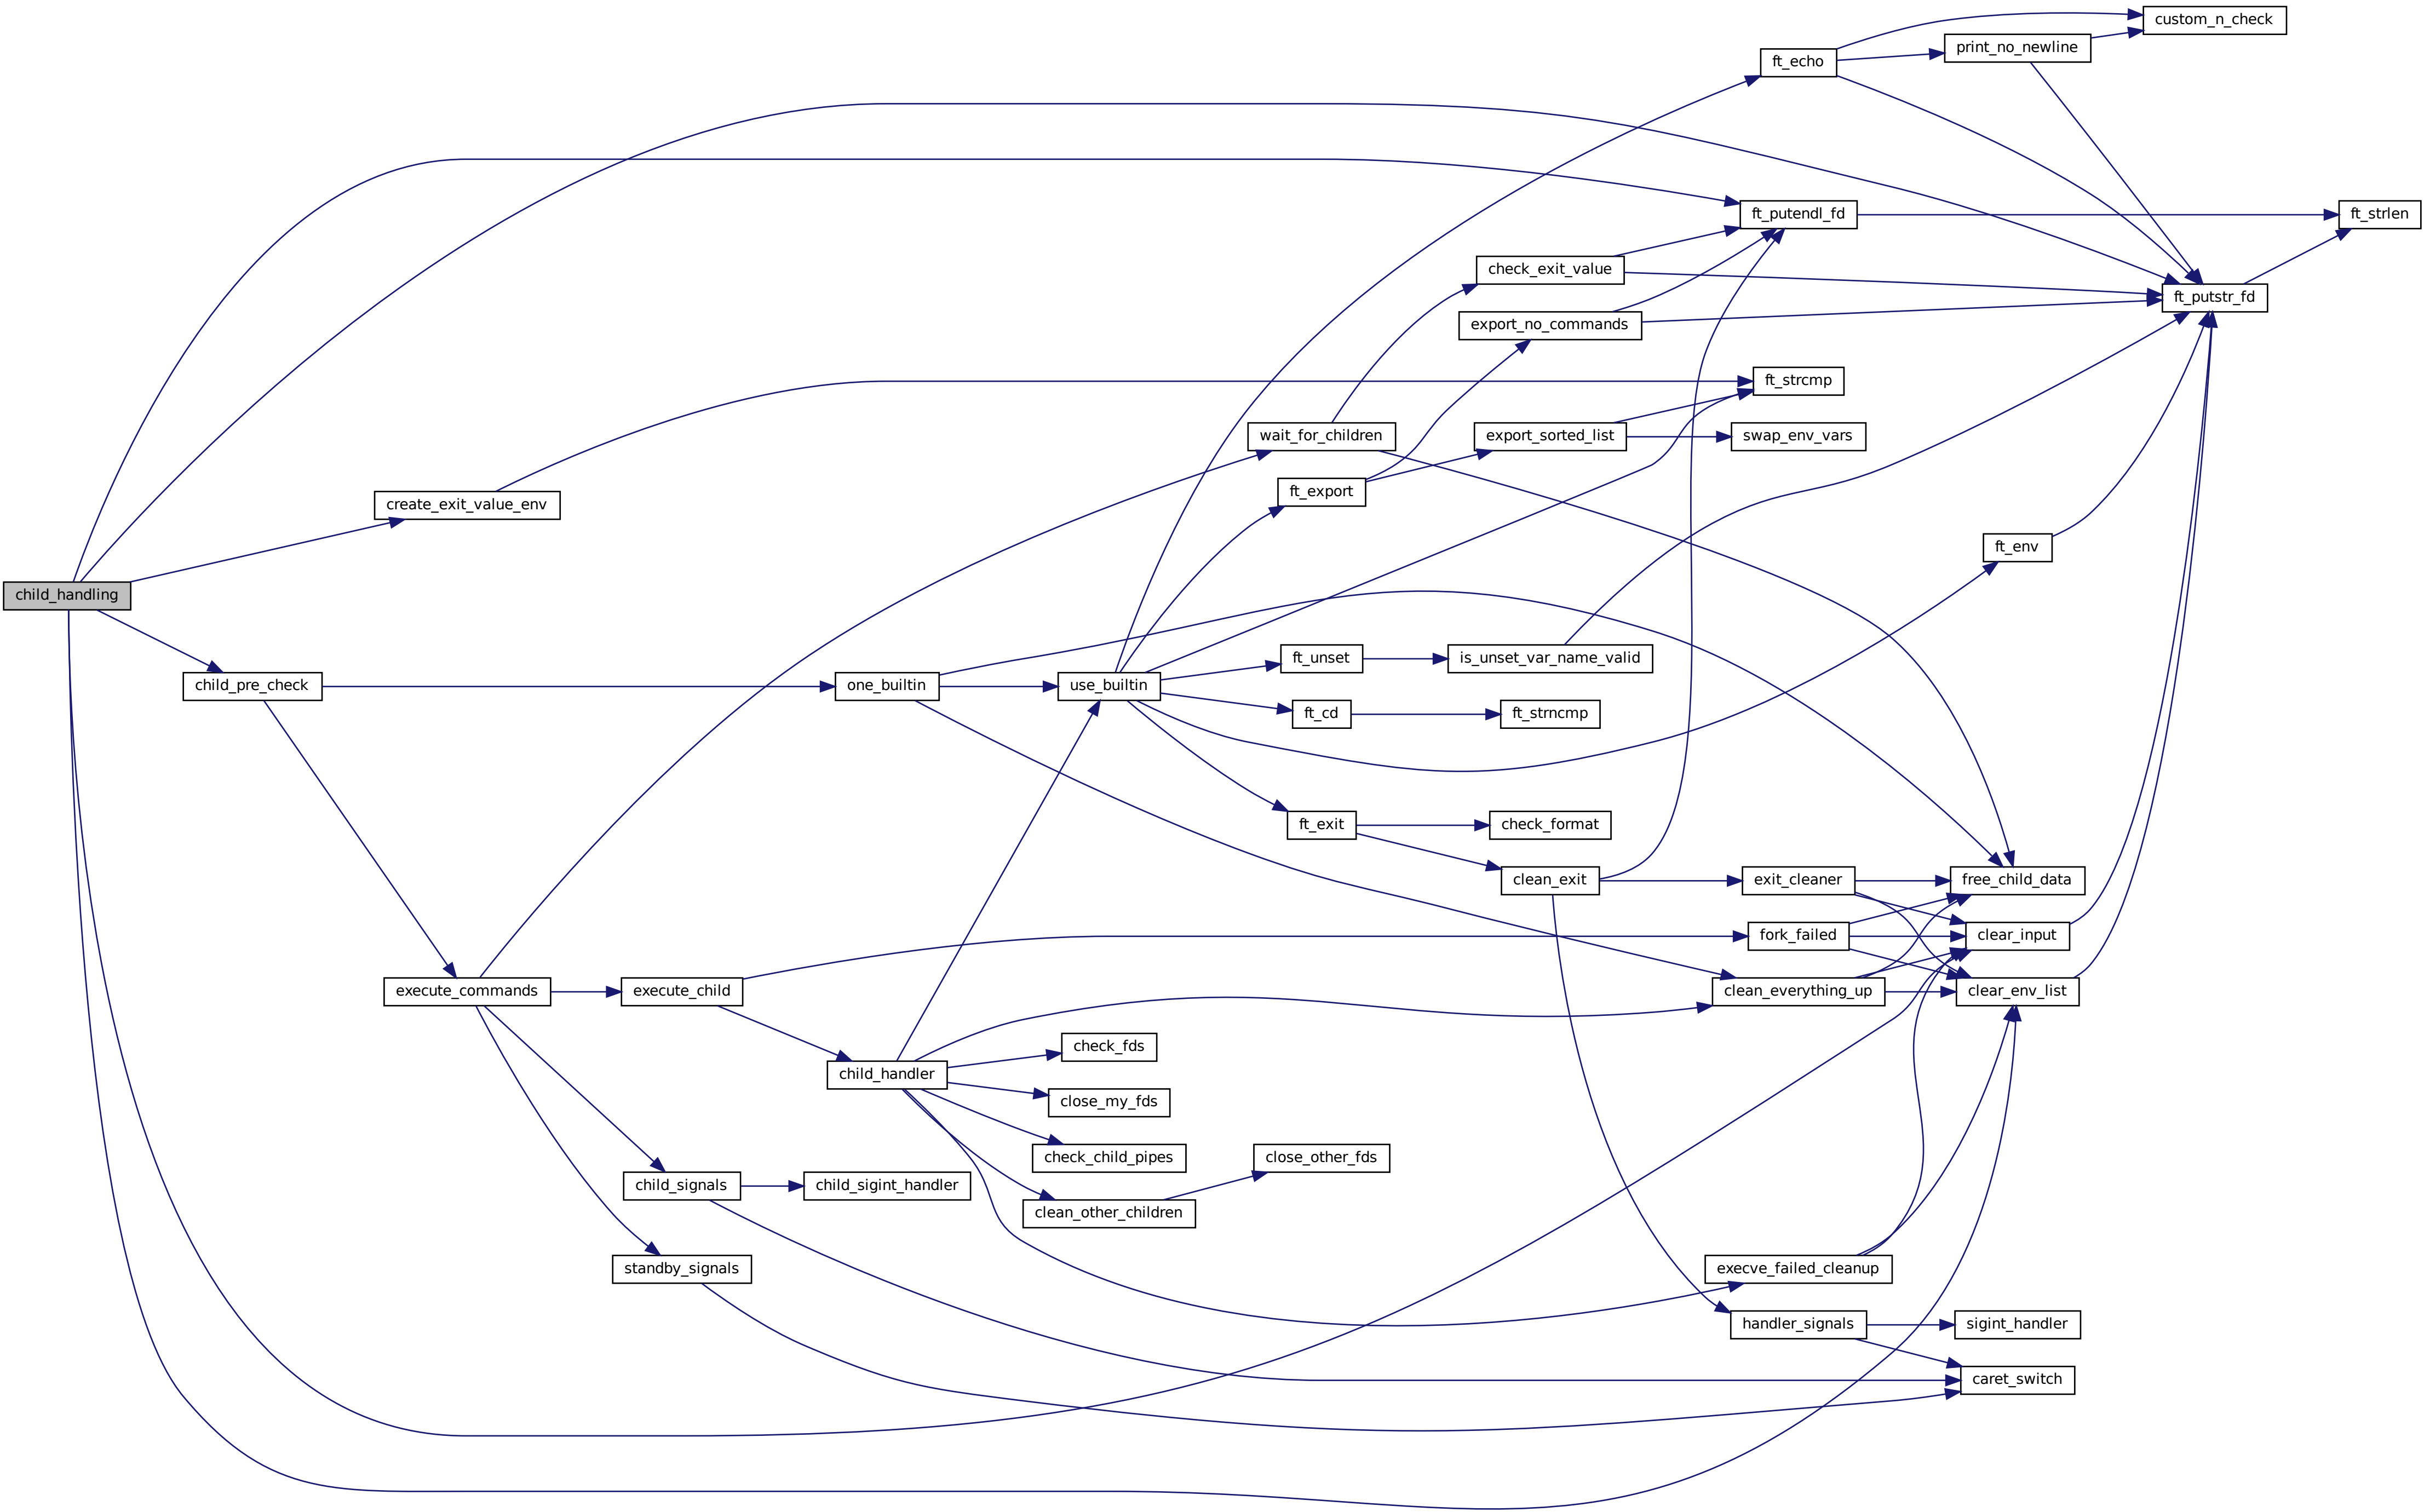 custom_n_check
print_no_newline
ft_echo
ft_putendl_fd
ft_strlen
check_exit_value
ft_putstr_fd
export_no_commands
ft_strcmp
wait_for_children
export_sorted_list
swap_env_vars
ft_export
create_exit_value_env
ft_env
child_handling
child_pre_check
one_builtin
use_builtin
ft_unset
is_unset_var_name_valid
ft_cd
ft_strncmp
ft_exit
check_format
clean_exit
exit_cleaner
free_child_data
fork_failed
clear_input
execute_commands
execute_child
clean_everything_up
clear_env_list
check_fds
child_handler
close_my_fds
check_child_pipes
close_other_fds
child_signals
child_sigint_handler
clean_other_children
standby_signals
execve_failed_cleanup
handler_signals
sigint_handler
caret_switch